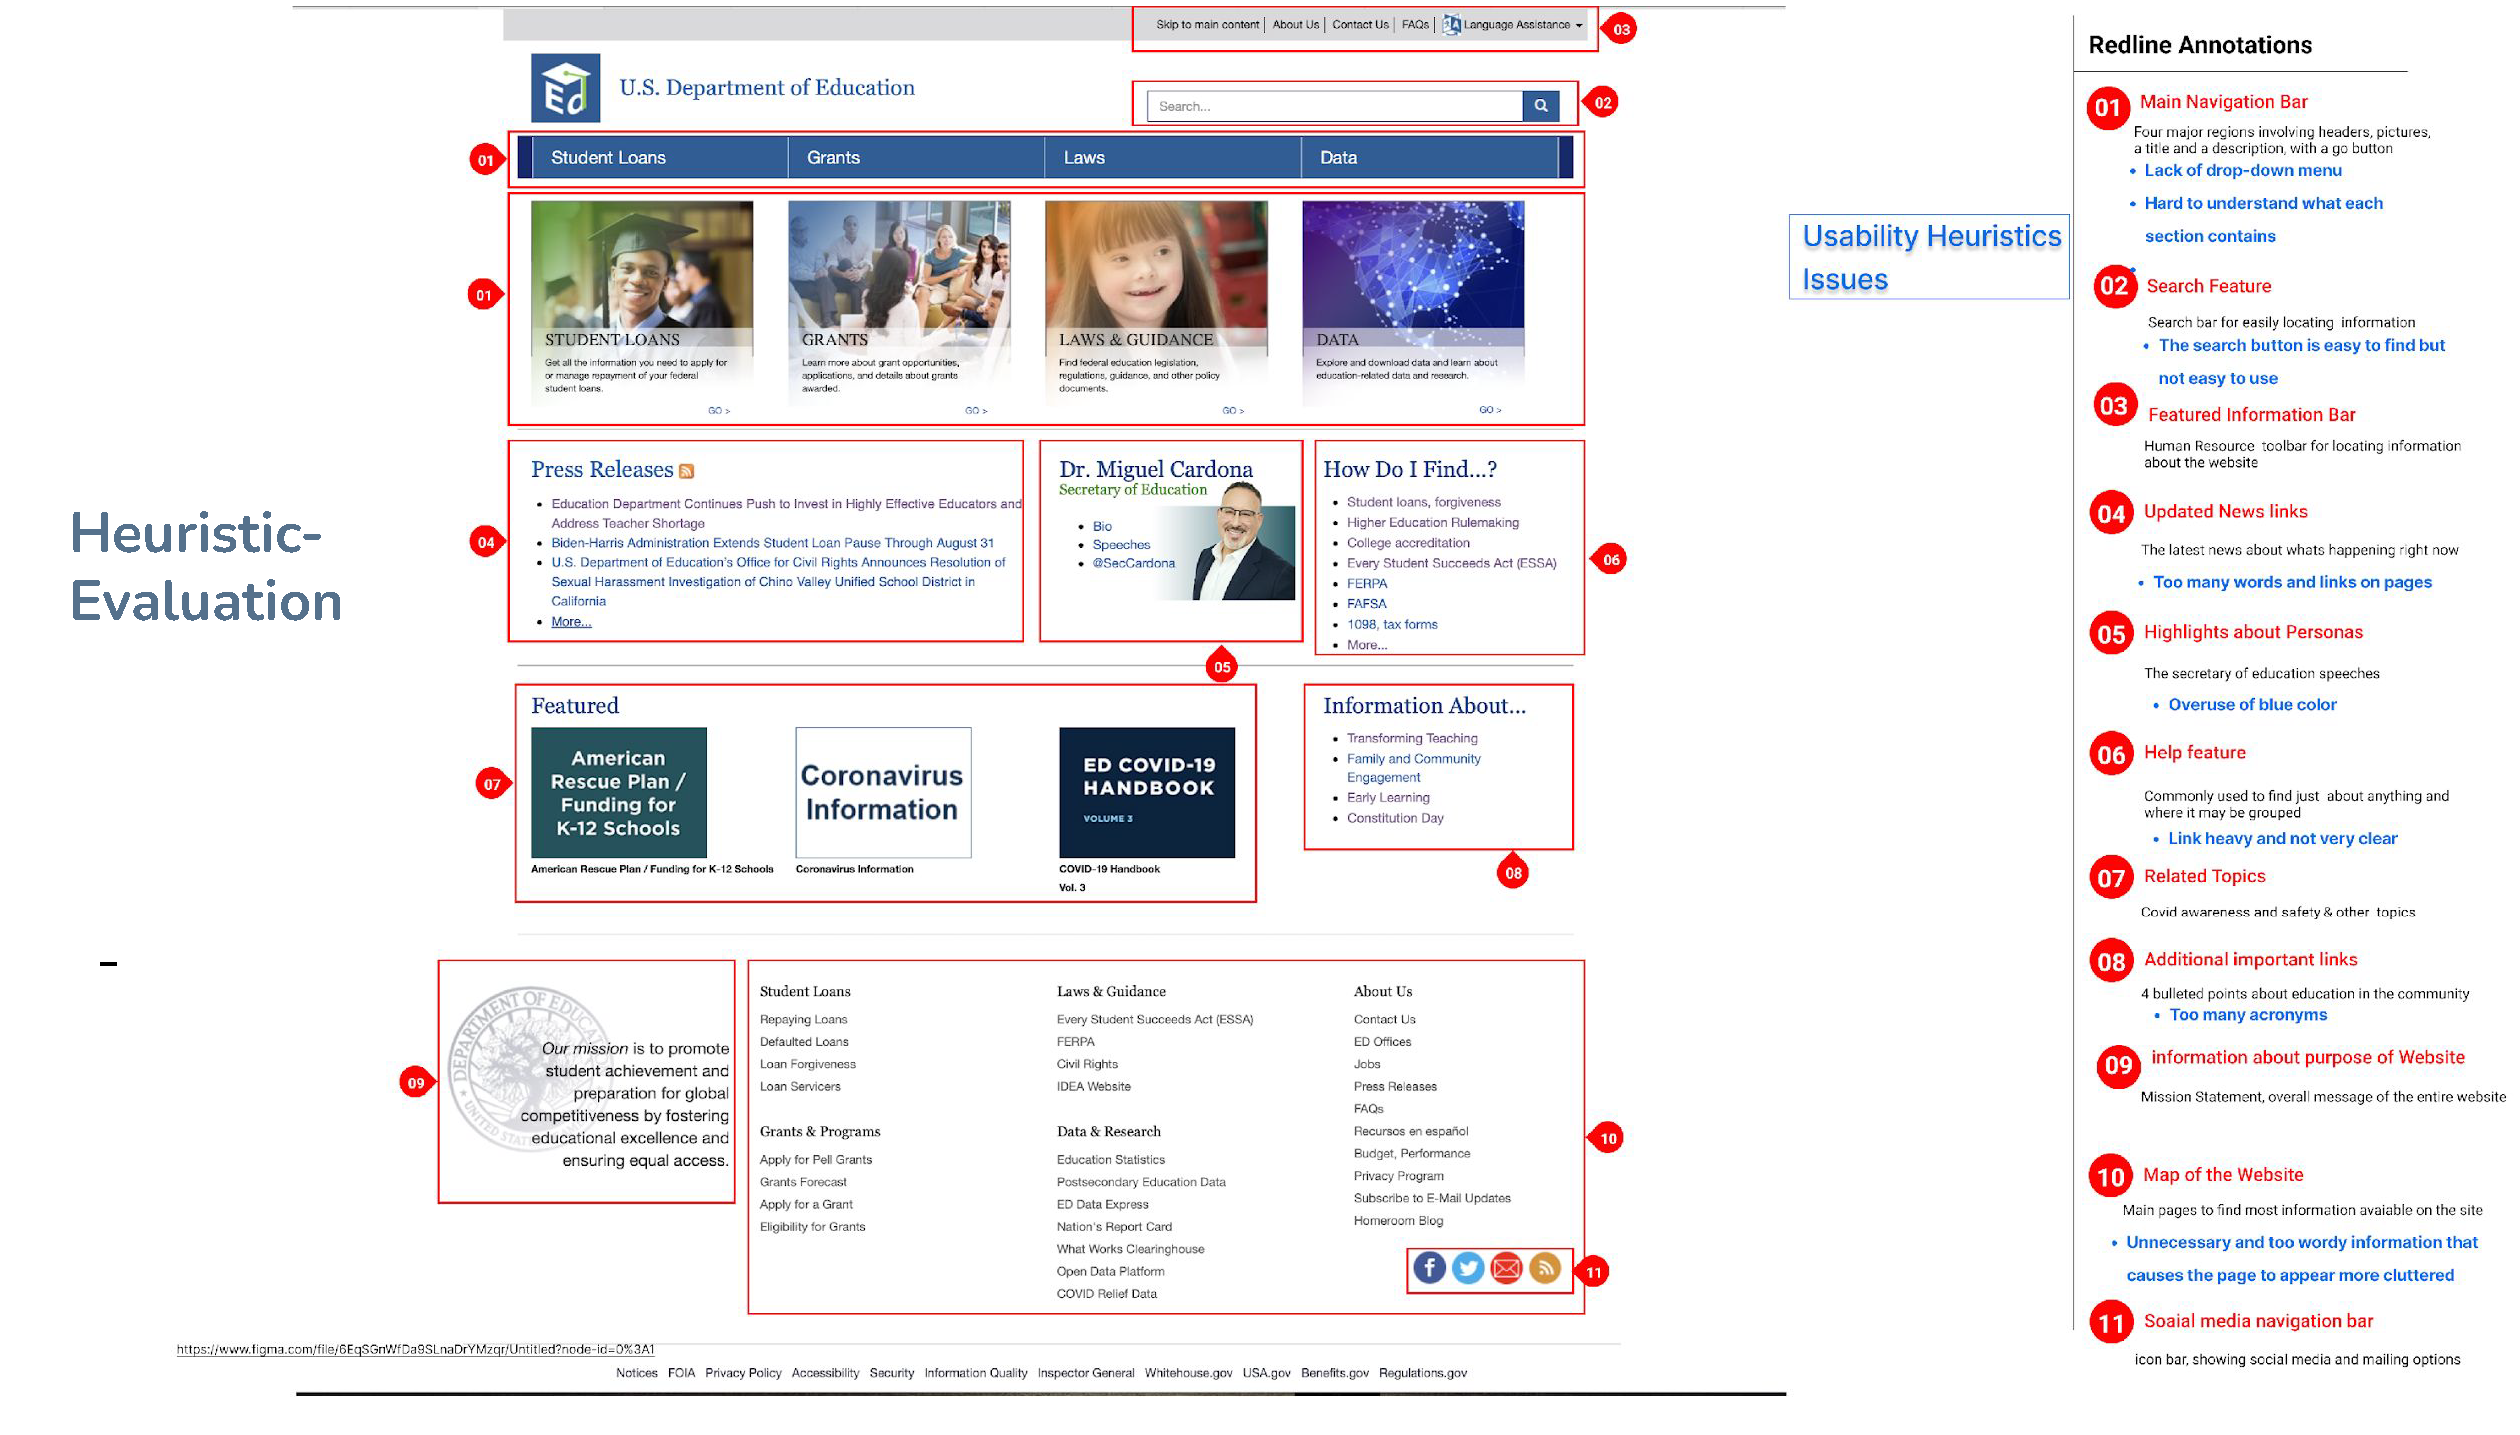 Heuristic-
Evaluation
-
Skip to main content | About Us | Contact Us | FAQs | Language Assistance
03
Ed
U.S. Department of Education
Search...
02
01
Student Loans
Grants
Laws
Data
01
STUDENT LOANS
Get all the information you need to apply for
or manage repayment of your federal
student loans.
GO >
GRANTS
Learn more about grant opportunities,
applications, and details about grants
awarded.
GO >
LAWS & GUIDANCE
Find federal education legislation,
regulations, guidance, and other policy
documents.
GO >
DATA
Explore and download data and learn about
education-related data and research.
GO >
04
Press Releases
• Education Department Continues Push to Invest in Highly Effective Educators and
Address Teacher Shortage
• Biden-Harris Administration Extends Student Loan Pause Through August 31
• U.S. Department of Education's Office for Civil Rights Announces Resolution of
Sexual Harassment Investigation of Chino Valley Unified School District in
California
• More...
Dr. Miguel Cardona
Secretary of Education
• Bio
• Speeches
• @SecCardona
05
How Do I Find...?
• Student loans, forgiveness
• Higher Education Rulemaking
• College accreditation
• Every Student Succeeds Act (ESSA)
• FERPA
• FAFSA
• 1098, tax forms
• More...
06
07
Featured
American
Rescue Plan /
Funding for
K-12 Schools
American Rescue Plan / Funding for K-12 Schools
Coronavirus
Information
Coronavirus Information
ED COVID-19
HANDBOOK
VOLUME 3
COVID-19 Handbook
Vol. 3
Information About...
• Transforming Teaching
• Family and Community
Engagement
• Early Learning
• Constitution Day
08
09
DEPARTMENT OF EDUCA
UNITED STAT
Our mission is to promote
student achievement and
preparation for global
competitiveness by fostering
educational excellence and
ensuring equal access.
Student Loans
Repaying Loans
Defaulted Loans
Loan Forgiveness
Loan Servicers
Grants & Programs
Apply for Pell Grants
Grants Forecast
Apply for a Grant
Eligibility for Grants
Laws & Guidance
Every Student Succeeds Act (ESSA)
FERPA
Civil Rights
IDEA Website
Data & Research
Education Statistics
Postsecondary Education Data
ED Data Express
Nation's Report Card
What Works Clearinghouse
Open Data Platform
COVID Relief Data
About Us
Contact Us
ED Offices
Jobs
Press Releases
FAQs
Recursos en español
Budget, Performance
Privacy Program
Subscribe to E-Mail Updates
Homeroom Blog
10
11
https://www.figma.com/file/6EqSGnWfDa9SLnaDrYMzqr/Untitled?node-id=0%3A1
Notices FOIA Privacy Policy Accessibility Security Information Quality Inspector General Whitehouse.gov USA.gov Benefits.gov Regulations.gov
Usability Heuristics
Issues
Redline Annotations
01 Main Navigation Bar
Four major regions involving headers, pictures,
a title and a description, with a go button
• Lack of drop-down menu
• Hard to understand what each
section contains
•
02 Search Feature
Search bar for easily locating information
• The search button is easy to find but
not easy to use
03 Featured Information Bar
Human Resource toolbar for locating information
about the website
04 Updated News links
The latest news about whats happening right now
• Too many words and links on pages
05 Highlights about Personas
The secretary of education speeches
• Overuse of blue color
06 Help feature
Commonly used to find just about anything and
where it may be grouped
• Link heavy and not very clear
07 Related Topics
Covid awareness and safety & other topics
08 Additional important links
4 bulleted points about education in the community
• Too many acronyms
09 information about purpose of Website
Mission Statement, overall message of the entire website
10 Map of the Website
Main pages to find most information avaiable on the site
• Unnecessary and too wordy information that
causes the page to appear more cluttered
11 Soaial media navigation bar
icon bar, showing social media and mailing options